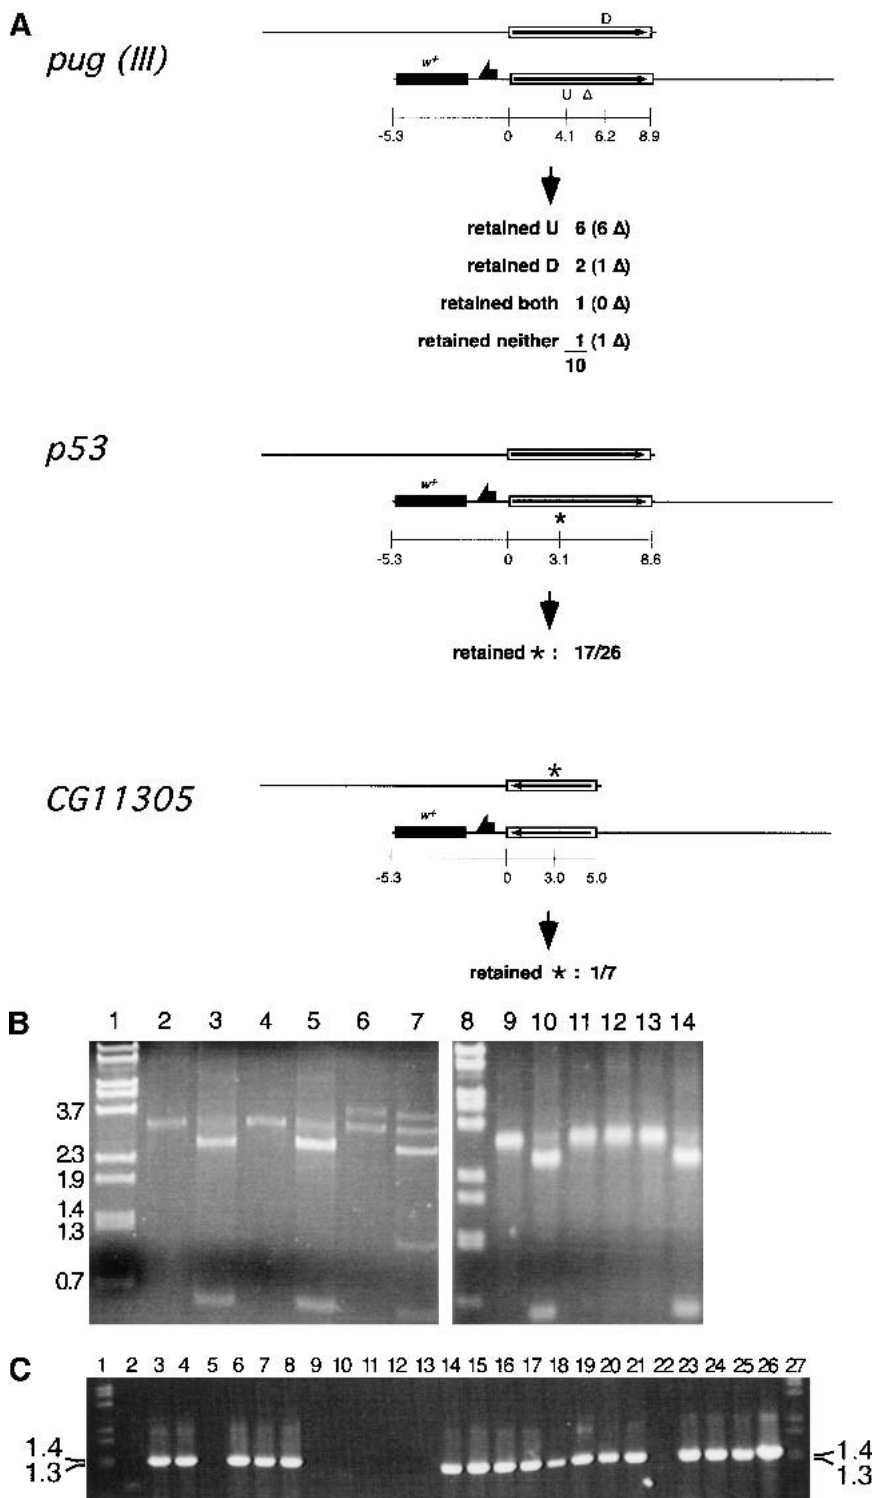 A
pug (III)
D
w+
U Δ
-5.3 0 4.1 6.2 8.9
retained U 6 (6 Δ)
retained D 2 (1 Δ)
retained both 1 (0 Δ)
retained neither 1 (1 Δ)
10
p53
w+
*
-5.3 0 3.1 8.6
retained * : 17/26
CG11305
*
w+
-5.3 0 3.0 5.0
retained * : 1/7
B
1 2 3 4 5 6 7 8 9 10 11 12 13 14
3.7
2.3
1.9
1.4
1.3
0.7
C
1 2 3 4 5 6 7 8 9 10 11 12 13 14 15 16 17 18 19 20 21 22 23 24 25 26 27
1.4 1.4
1.3 1.3